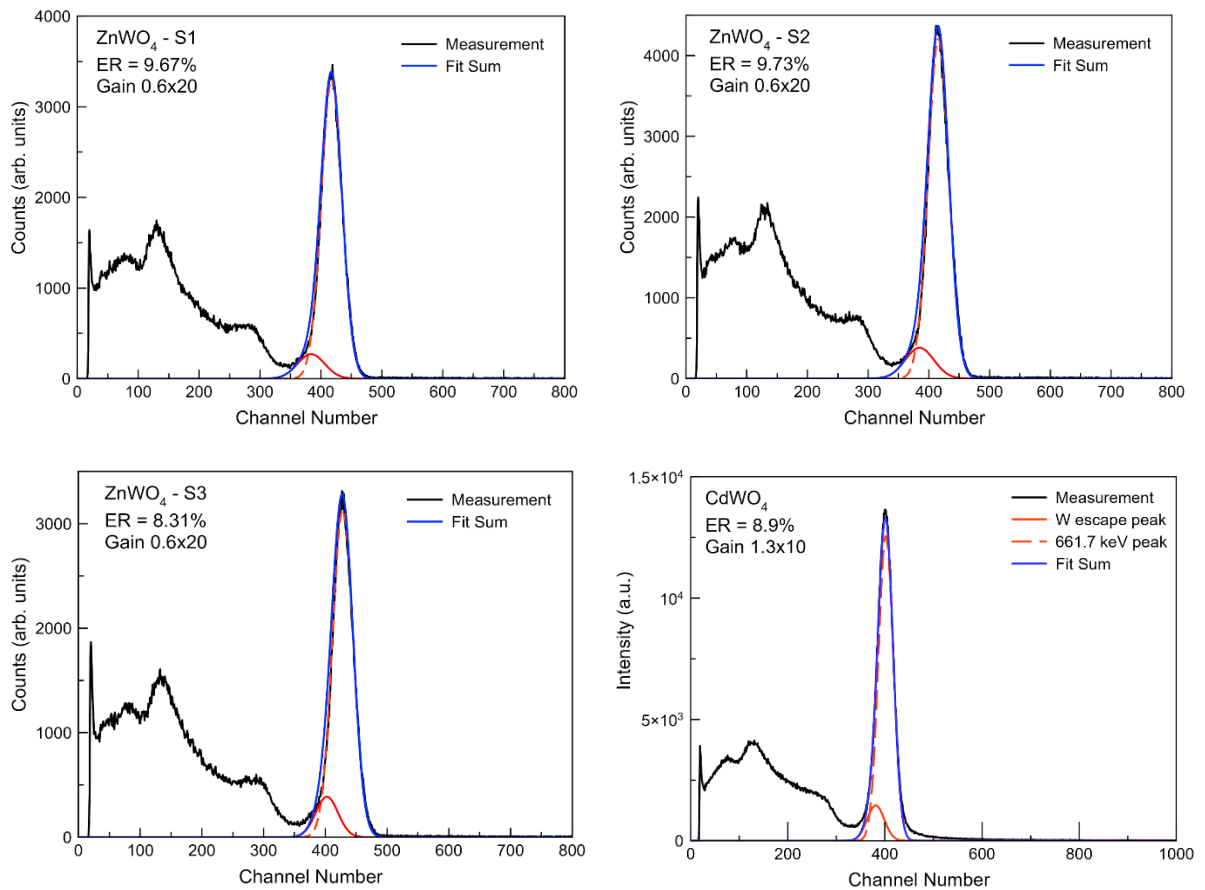 ZnWO₄ - S1
ER = 9.67%
Gain 0.6x20
Measurement
Fit Sum
Counts (arb. units)
4000
3000
2000
1000
0
0 100 200 300 400 500 600 700 800
Channel Number
ZnWO₄ - S2
ER = 9.73%
Gain 0.6x20
Measurement
Fit Sum
Counts (arb. units)
4000
3000
2000
1000
0
0 100 200 300 400 500 600 700 800
Channel Number
ZnWO₄ - S3
ER = 8.31%
Gain 0.6x20
Measurement
Fit Sum
Counts (arb. units)
3000
2000
1000
0
0 100 200 300 400 500 600 700 800
Channel Number
CdWO₄
ER = 8.9%
Gain 1.3x10
Measurement
W escape peak
661.7 keV peak
Fit Sum
Intensity (a.u.)
1.5×10⁴
10⁴
5×10³
0
0 200 400 600 800 1000
Channel Number